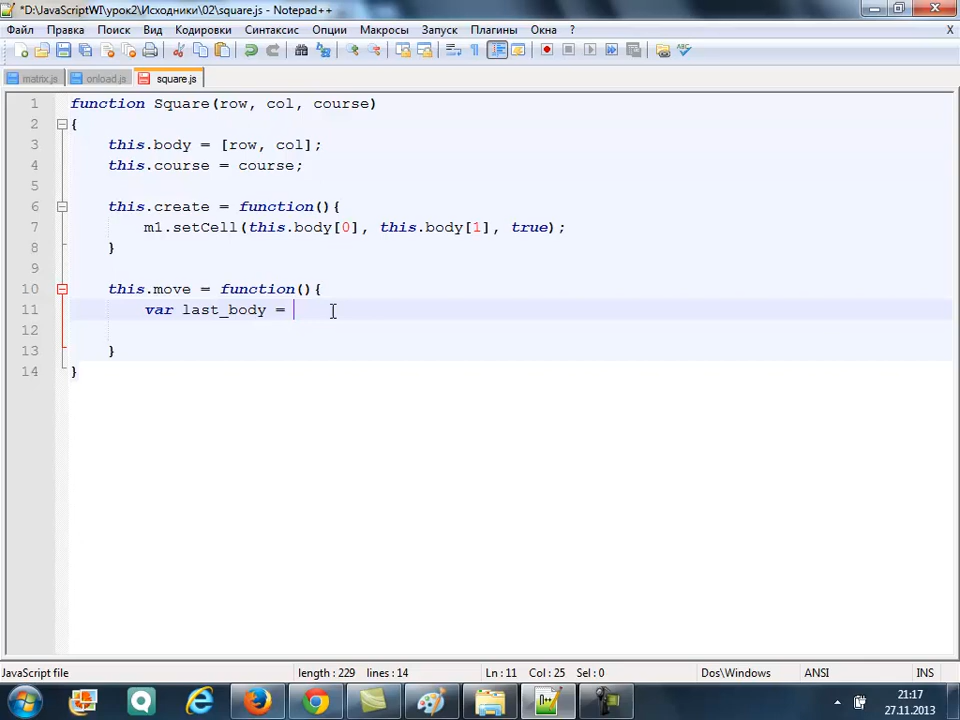 *D:\JavaScriptWI\урок2\Исходники\02\square.js - Notepad++
Файл Правка Поиск Вид Кодировки Синтаксис Опции Макросы Запуск Плагины Окна ? X
matrix.js onload.js square.js
1 function Square(row, col, course)
2 {
3 this.body = [row, col];
4 this.course = course;
5
6 this.create = function(){
7 m1.setCell(this.body[0], this.body[1], true);
8 }
9
10 this.move = function(){
11 var last_body =
12
13 }
14 }
JavaScript file length : 229 lines : 14 Ln : 11 Col : 25 Sel : 0 Dos\Windows ANSI INS
21:17
27.11.2013